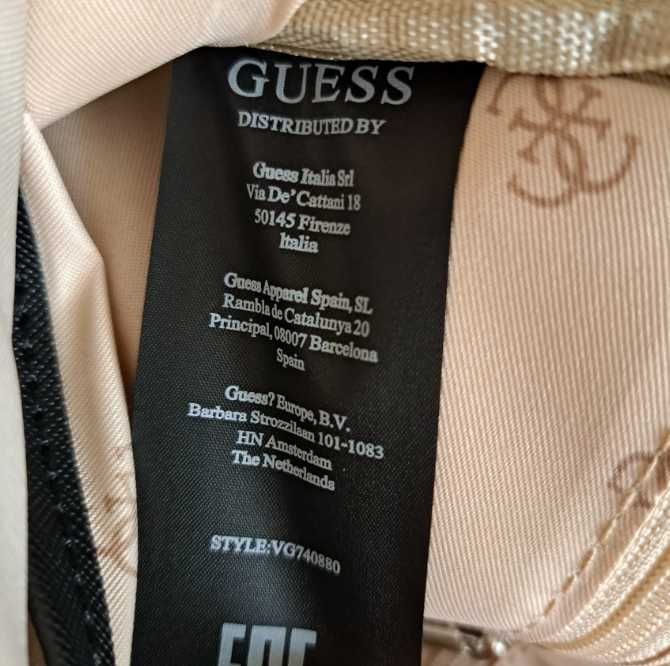 GUESS
DISTRIBUTED BY
Guess Italia Srl
Via De' Cattani 18
50145 Firenze
Italia
Guess Apparel Spain, SL
Rambla de Catalunya 20
Principal, 08007 Barcelona
Spain
Guess? Europe, B.V.
Barbara Strozzilaan 101-1083
HN Amsterdam
The Netherlands
STYLE:VG740880